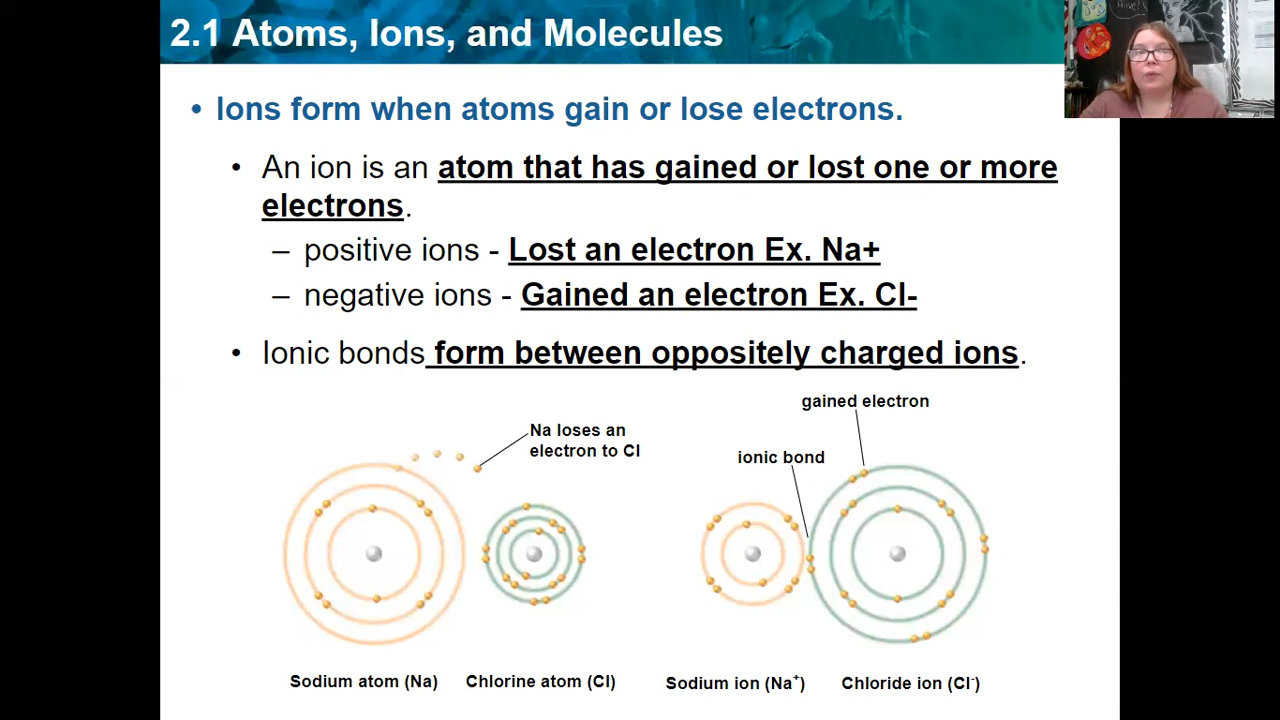 2.1 Atoms, Ions, and Molecules
• Ions form when atoms gain or lose electrons.
• An ion is an atom that has gained or lost one or more
electrons.
– positive ions - Lost an electron Ex. Na+
– negative ions - Gained an electron Ex. Cl-
• Ionic bonds form between oppositely charged ions.
gained electron
Na loses an
electron to Cl
ionic bond
Sodium atom (Na)
Chlorine atom (Cl)
Sodium ion (Na⁺)
Chloride ion (Cl⁻)